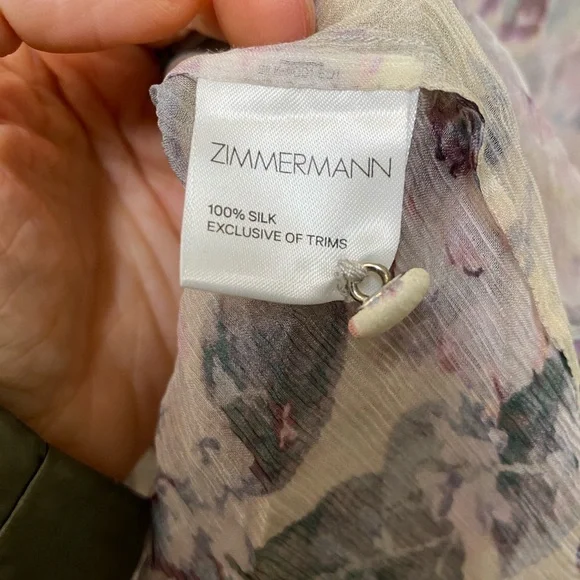 ZIMMERMANN
100% SILK
EXCLUSIVE OF TRIMS